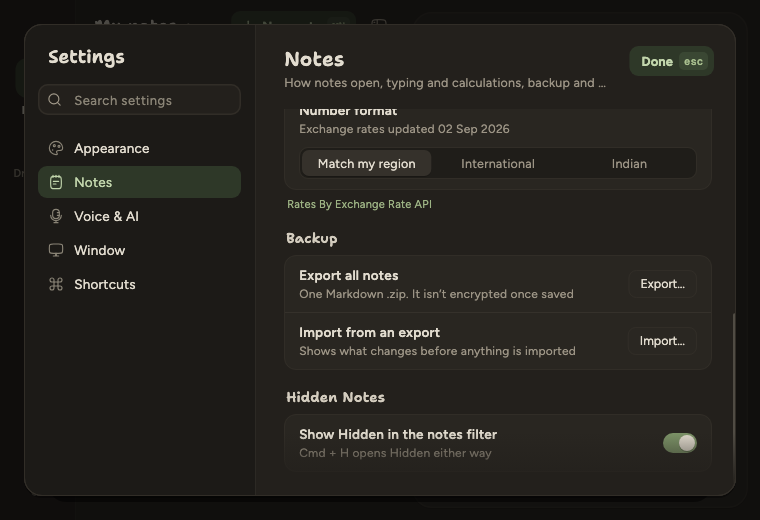 Settings
Search settings
Appearance
Notes
Voice & AI
Window
Shortcuts
Notes
How notes open, typing and calculations, backup and ...
Done esc
Number format
Exchange rates updated 02 Sep 2026
Match my region
International
Indian
Rates By Exchange Rate API
Backup
Export all notes
One Markdown .zip. It isn’t encrypted once saved
Export...
Import from an export
Shows what changes before anything is imported
Import...
Hidden Notes
Show Hidden in the notes filter
Cmd + H opens Hidden either way